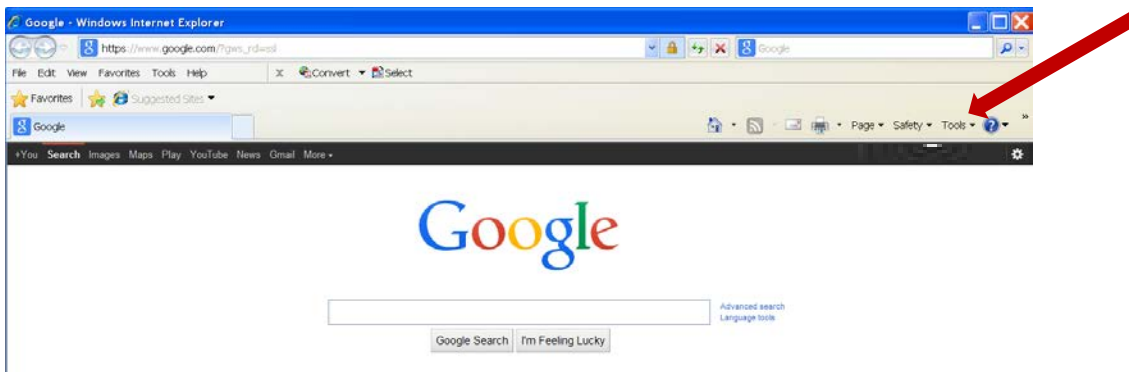 Google - Windows Internet Explorer
https://www.google.com/?gws_rd=ssl Google
File Edit View Favorites Tools Help x Convert Select
Favorites Suggested Sites
Google Page Safety Tools
+You Search Images Maps Play YouTube News Gmail More
Google
Advanced search
Language tools
Google Search I'm Feeling Lucky